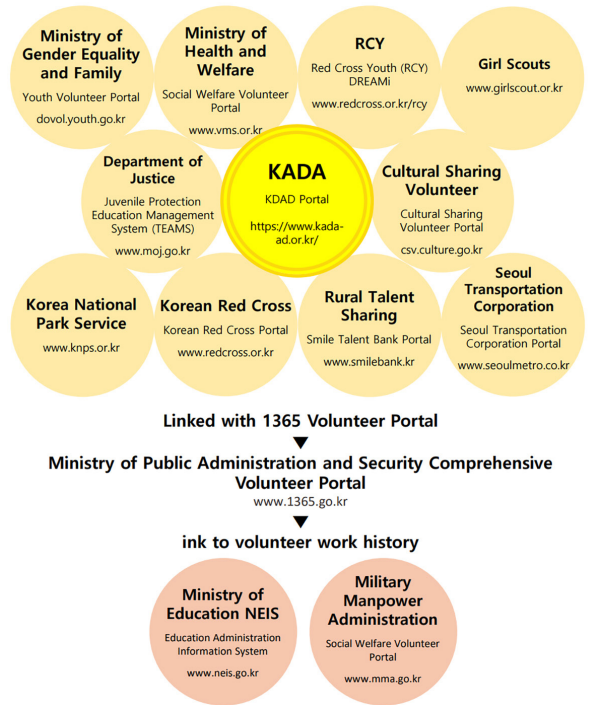 Ministry of
Gender Equality
and Family
Youth Volunteer Portal
dovol.youth.go.kr
Ministry of
Health and
Welfare
Social Welfare Volunteer
Portal
www.vms.or.kr
RCY
Red Cross Youth (RCY)
DREAMi
www.redcross.or.kr/rcy
Girl Scouts
www.girlscout.or.kr
Department of
Justice
Juvenile Protection
Education Management
System (TEAMS)
www.moj.go.kr
KADA
KDAD Portal
https://www.kada-
ad.or.kr/
Cultural Sharing
Volunteer
Cultural Sharing
Volunteer Portal
csv.culture.go.kr
Korea National
Park Service
www.knps.or.kr
Korean Red Cross
Korean Red Cross Portal
www.redcross.or.kr
Rural Talent
Sharing
Smile Talent Bank Portal
www.smilebank.kr
Seoul
Transportation
Corporation
Seoul Transportation
Corporation Portal
www.seoulmetro.co.kr
Linked with 1365 Volunteer Portal
Ministry of Public Administration and Security Comprehensive
Volunteer Portal
www.1365.go.kr
ink to volunteer work history
Ministry of
Education NEIS
Education Administration
Information System
www.neis.go.kr
Military
Manpower
Administration
Social Welfare Volunteer
Portal
www.mma.go.kr